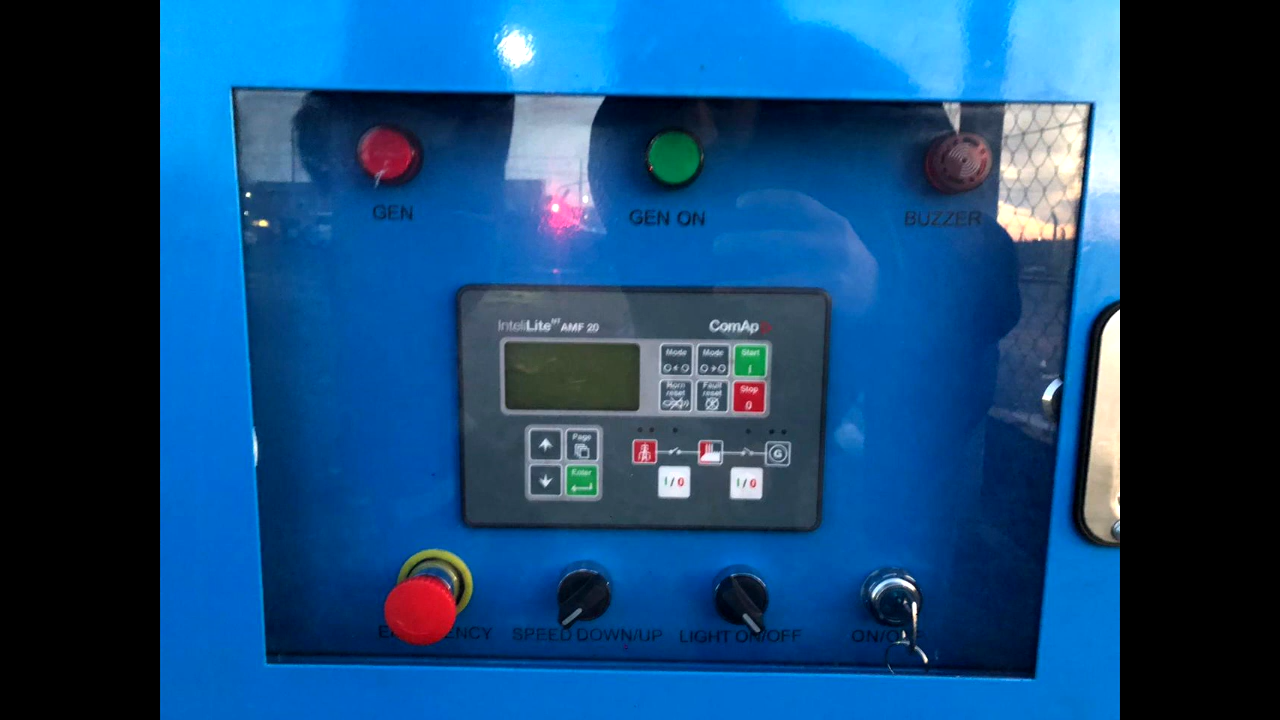 GEN
GEN ON
BUZZER
InteliLite NT AMF 20
ComAp
Mode
Mode
Start
I
Horn reset
Fault reset
Stop
0
Page
Enter
G
I/0
I/0
SPEED DOWN/UP
LIGHT ON/OFF